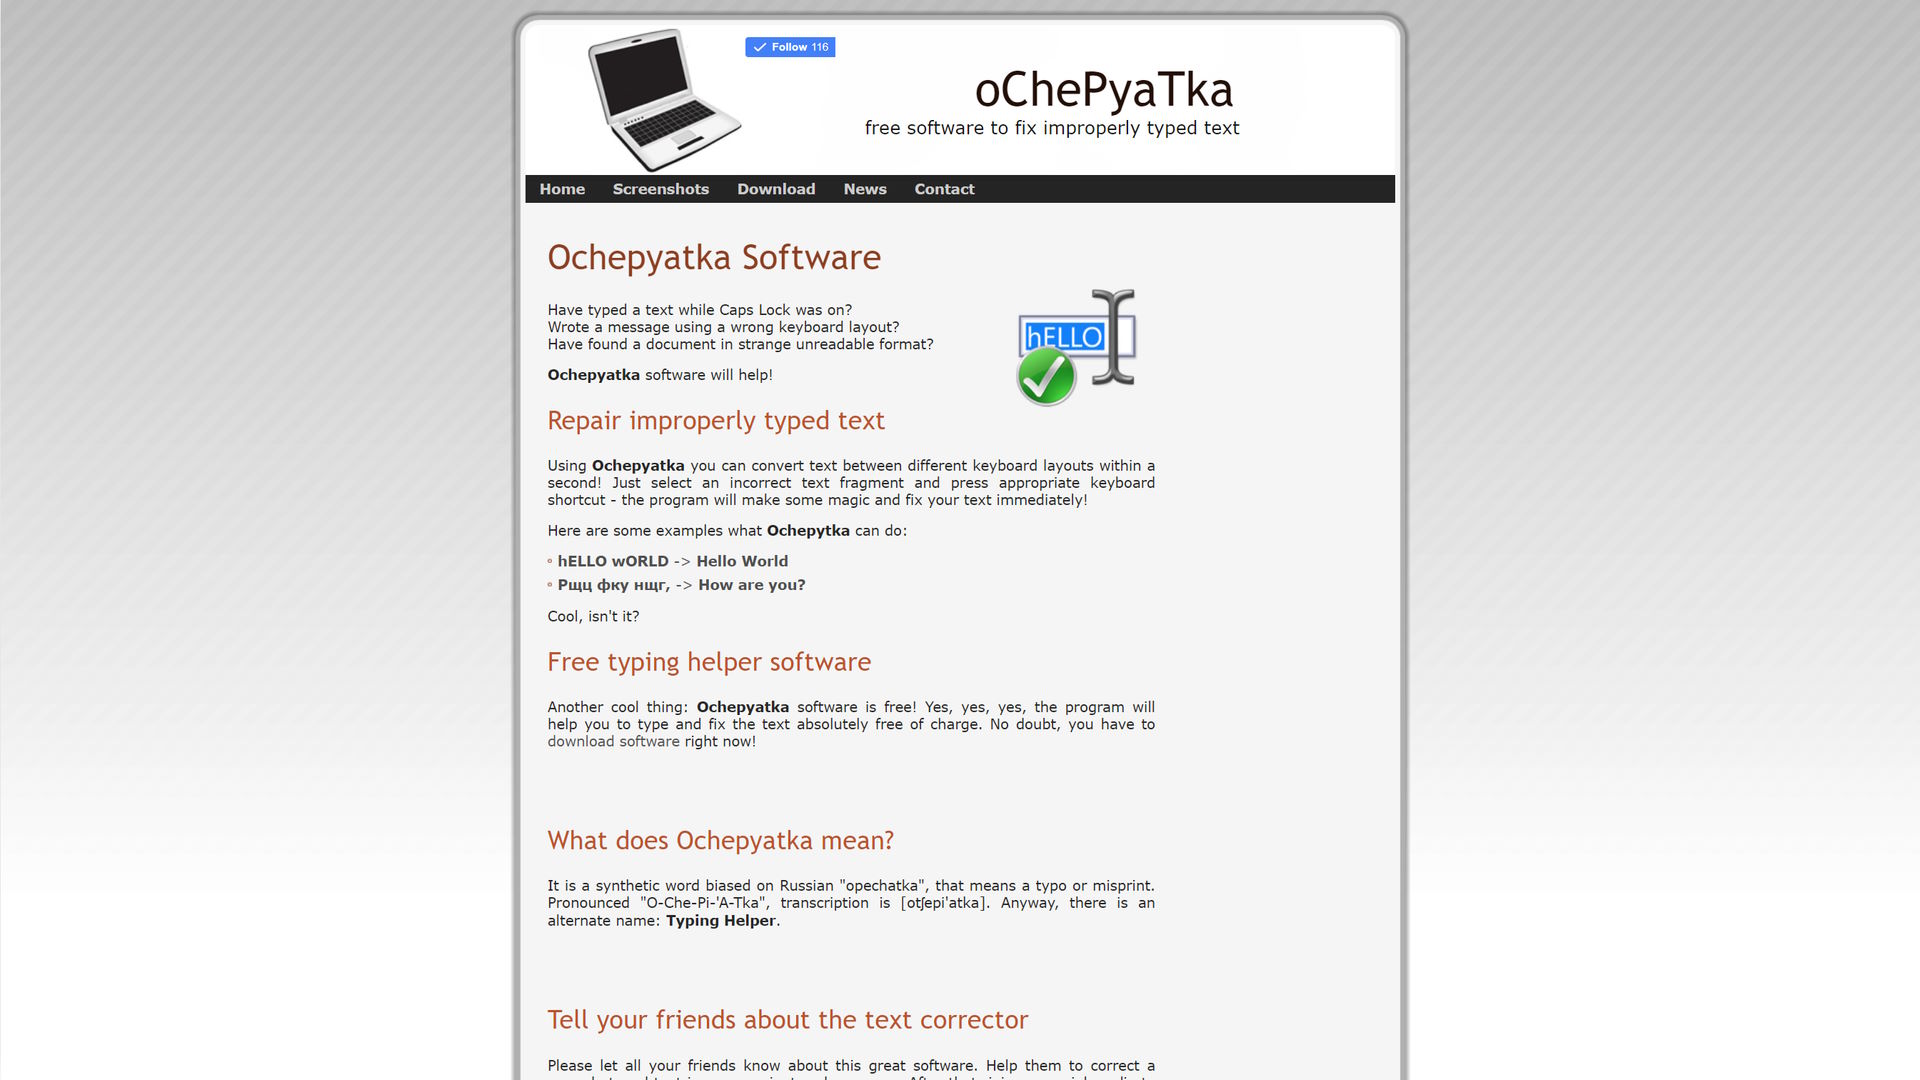 Follow 116
oChePyaTka
free software to fix improperly typed text
Home Screenshots Download News Contact
Ochepyatka Software
Have typed a text while Caps Lock was on?
Wrote a message using a wrong keyboard layout?
Have found a document in strange unreadable format?
hELLO
Ochepyatka software will help!
Repair improperly typed text
Using Ochepyatka you can convert text between different keyboard layouts within a
second! Just select an incorrect text fragment and press appropriate keyboard
shortcut - the program will make some magic and fix your text immediately!
Here are some examples what Ochepytka can do:
hELLO wORLD -> Hello World
Рщц фку нщг, -> How are you?
Cool, isn't it?
Free typing helper software
Another cool thing: Ochepyatka software is free! Yes, yes, yes, the program will
help you to type and fix the text absolutely free of charge. No doubt, you have to
download software right now!
What does Ochepyatka mean?
It is a synthetic word biased on Russian "opechatka", that means a typo or misprint.
Pronounced "O-Che-Pi-'A-Tka", transcription is [otʃepi'atka]. Anyway, there is an
alternate name: Typing Helper.
Tell your friends about the text corrector
Please let all your friends know about this great software. Help them to correct a